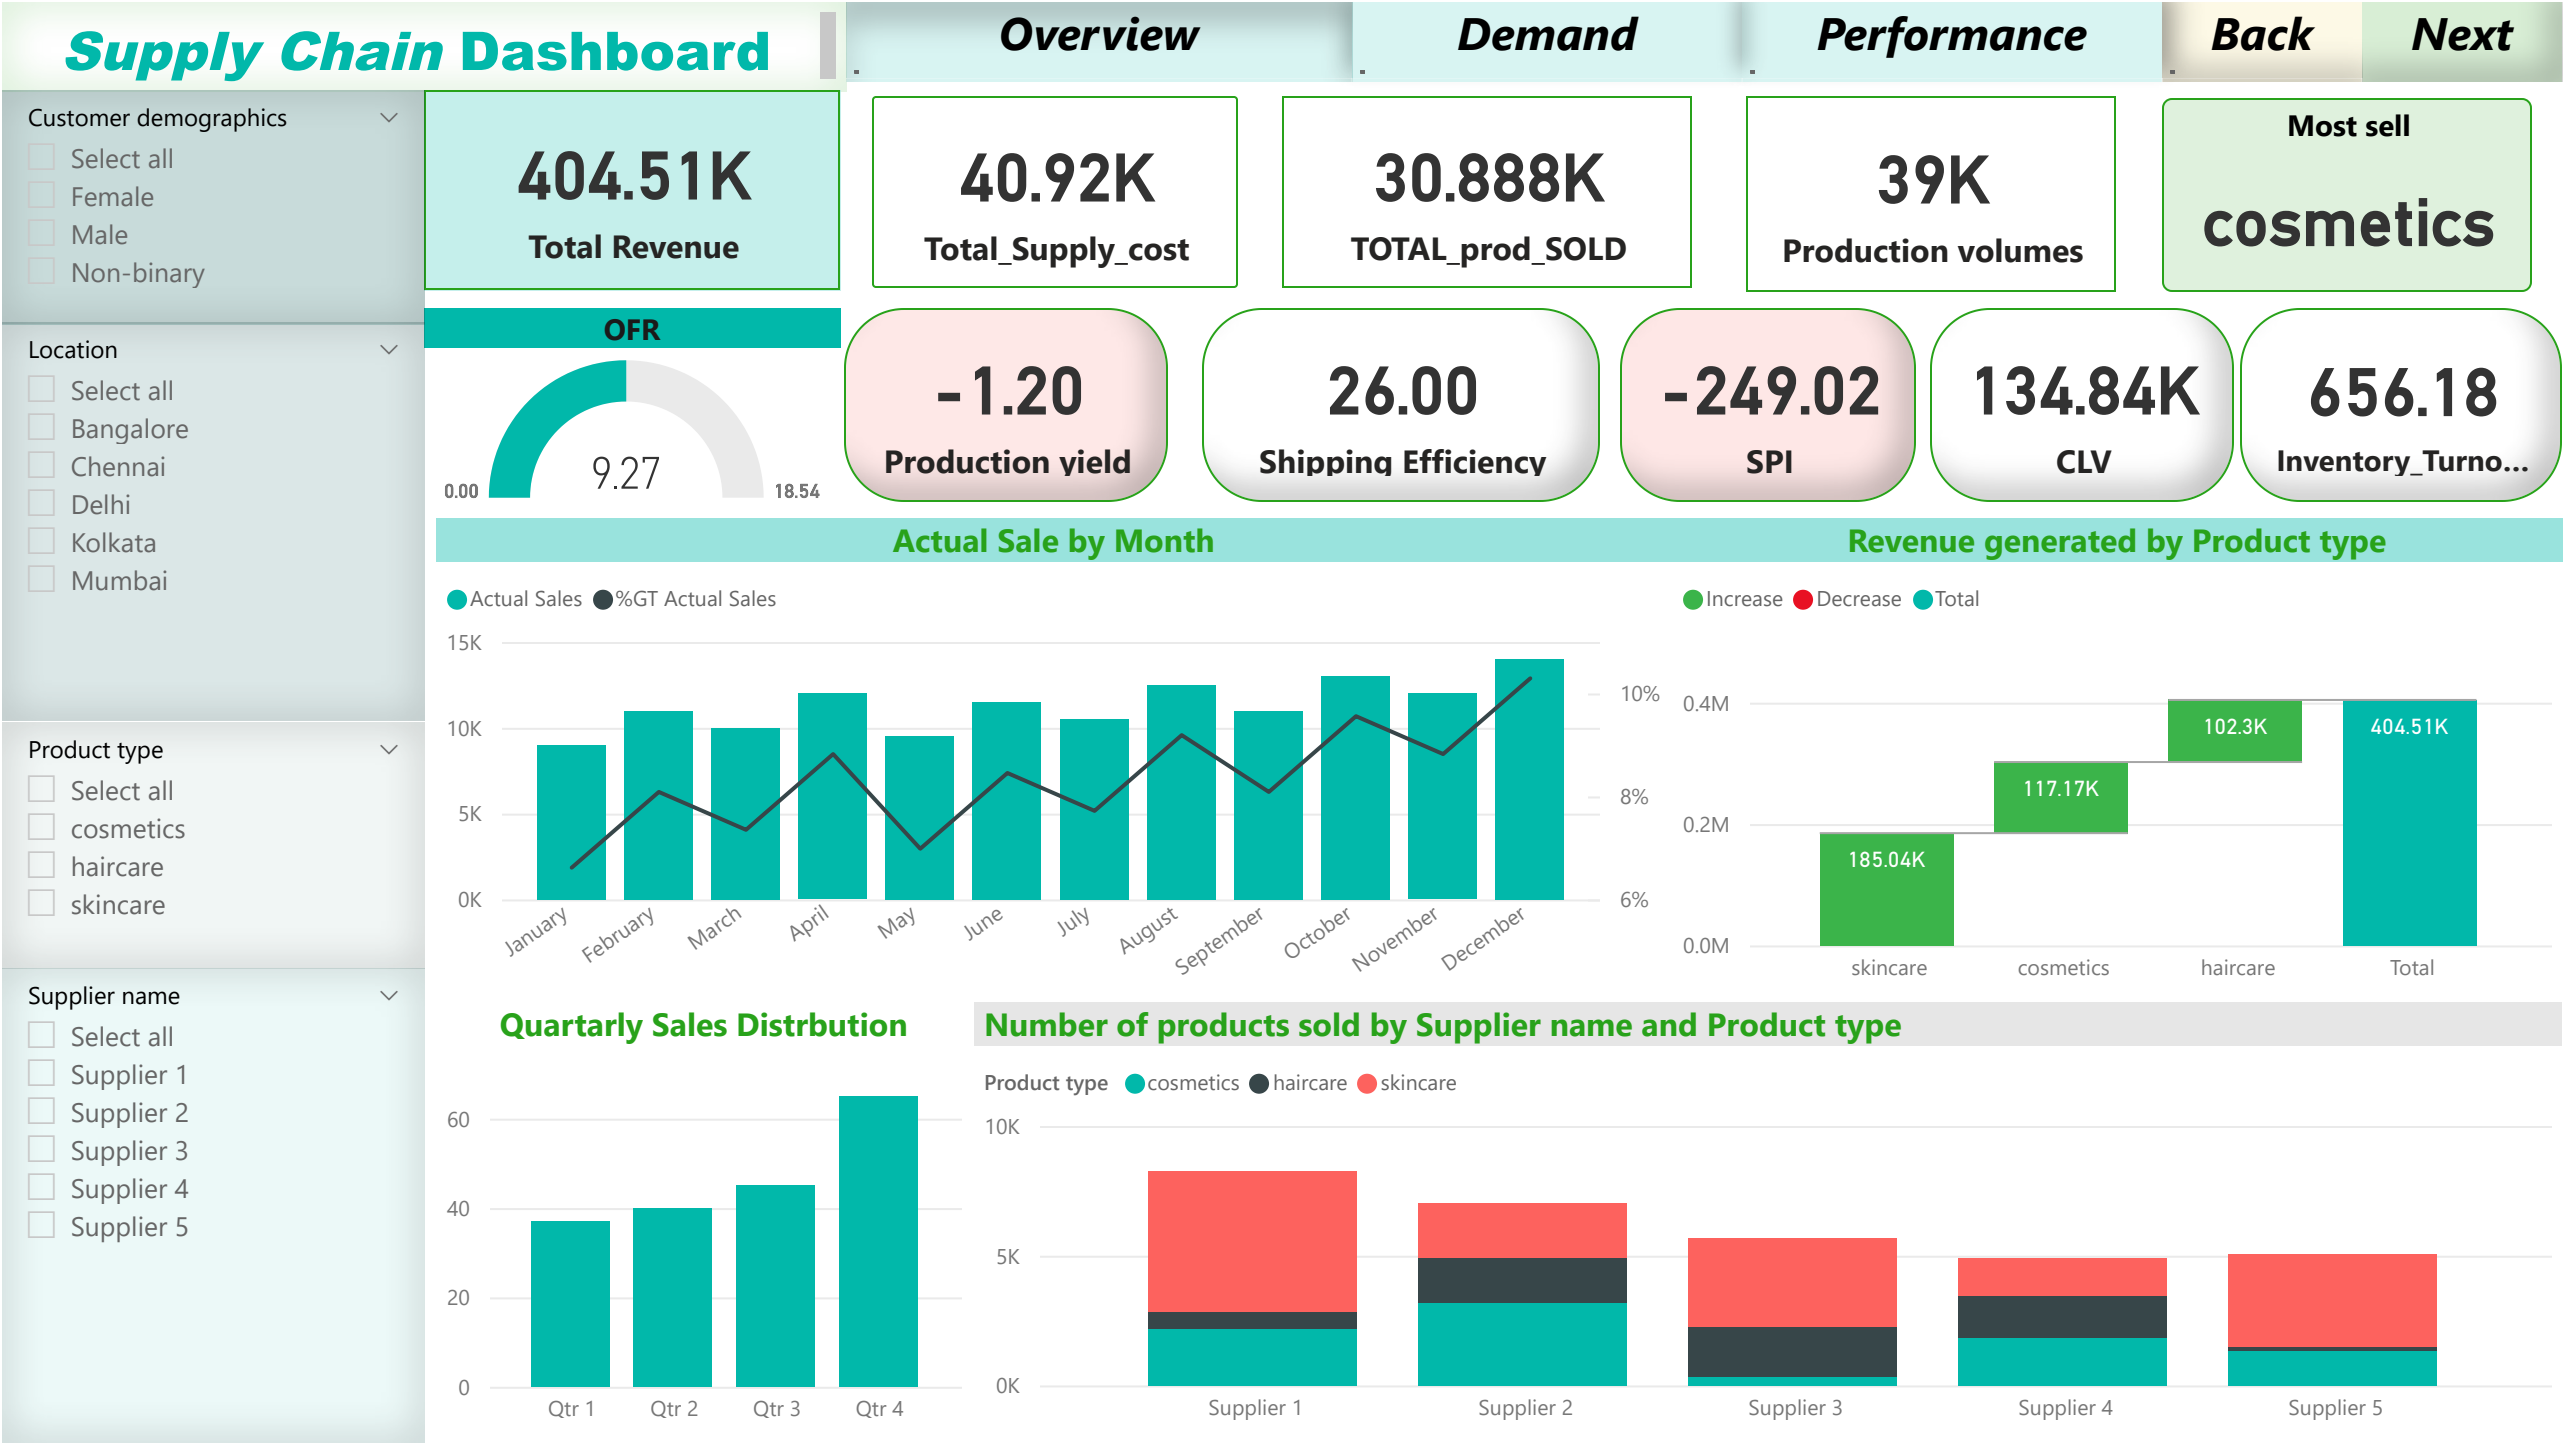 Supply Chain Dashboard
Overview
Demand
Performance
Back
Next
Customer demographics
Select all
Female
Male
Non-binary
Location
Select all
Bangalore
Chennai
Delhi
Kolkata
Mumbai
Product type
Select all
cosmetics
haircare
skincare
Supplier name
Select all
Supplier 1
Supplier 2
Supplier 3
Supplier 4
Supplier 5
404.51K
Total Revenue
40.92K
Total_Supply_cost
30.888K
TOTAL_prod_SOLD
39K
Production volumes
Most sell
cosmetics
OFR
9.27
0.00
18.54
-1.20
Production yield
26.00
Shipping Efficiency
-249.02
SPI
134.84K
CLV
656.18
Inventory_Turno...
Actual Sale by Month
Actual Sales %GT Actual Sales
15K
10K
5K
0K
10%
8%
6%
January
February
March
April
May
June
July
August
September
October
November
December
Revenue generated by Product type
Increase Decrease Total
0.4M
0.2M
0.0M
185.04K
117.17K
102.3K
404.51K
skincare
cosmetics
haircare
Total
Quartarly Sales Distrbution
60
40
20
0
Qtr 1
Qtr 2
Qtr 3
Qtr 4
Number of products sold by Supplier name and Product type
Product type cosmetics haircare skincare
10K
5K
0K
Supplier 1
Supplier 2
Supplier 3
Supplier 4
Supplier 5